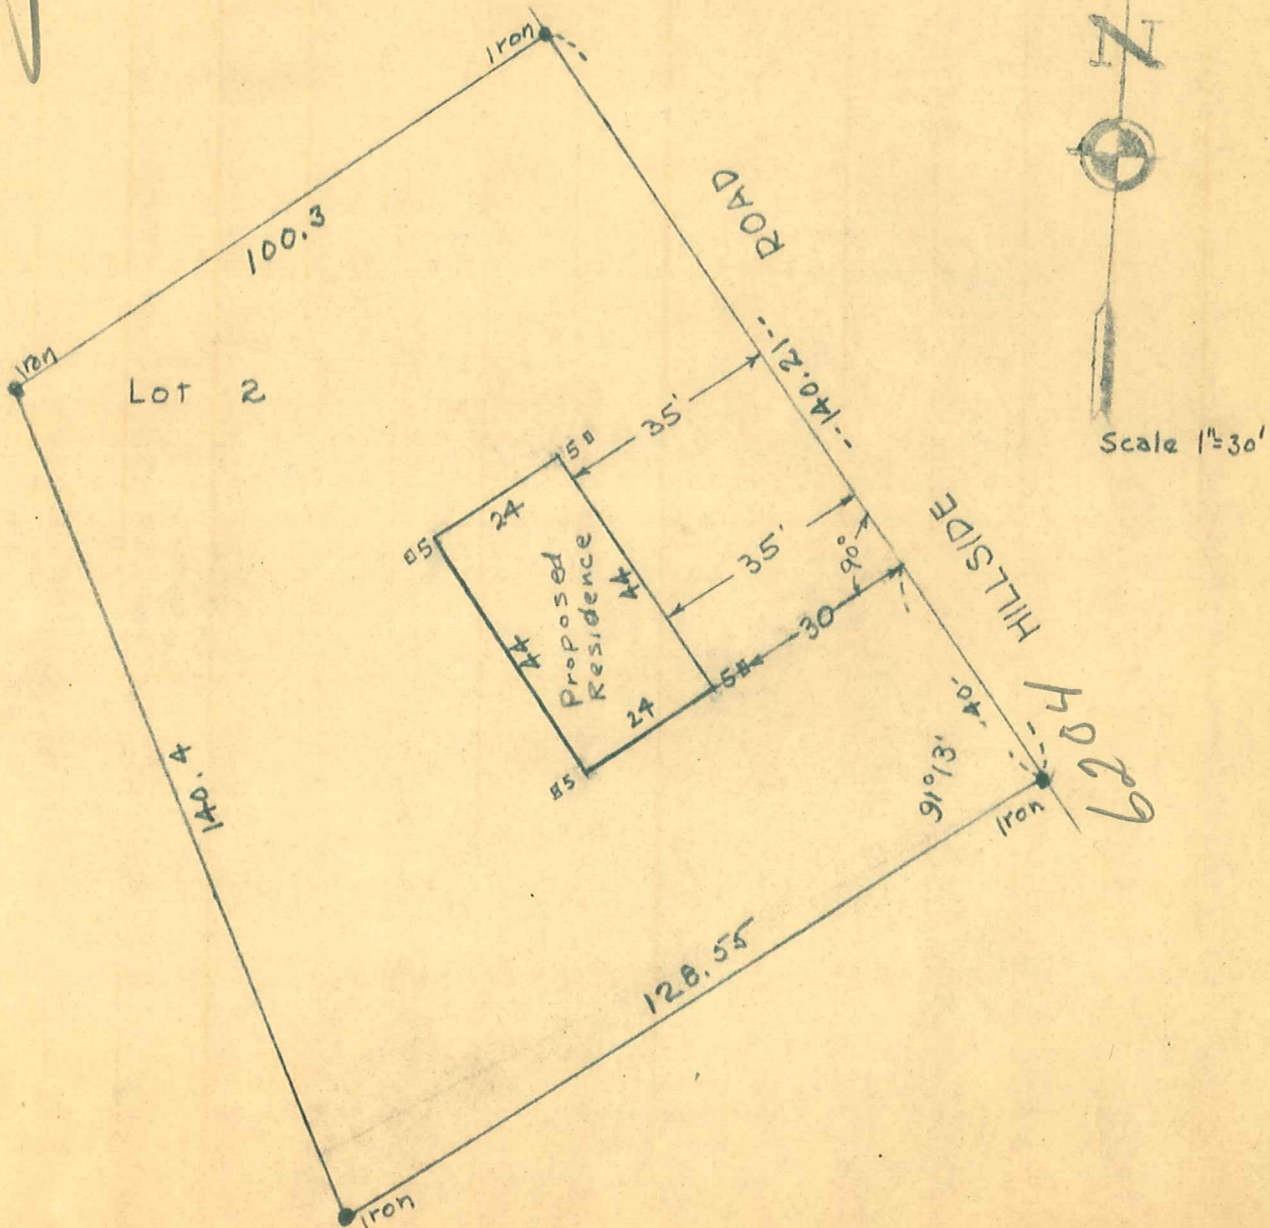 N
Scale 1"=30'
Iron
100.3
Iron
Lot 2
ROAD
--140.21--
35'
35'
90°
HILLSIDE
24
5
5
Proposed
Residence
44
44
30
5
24
5
40
91°13'
6204
Iron
140.4
128.55
Iron